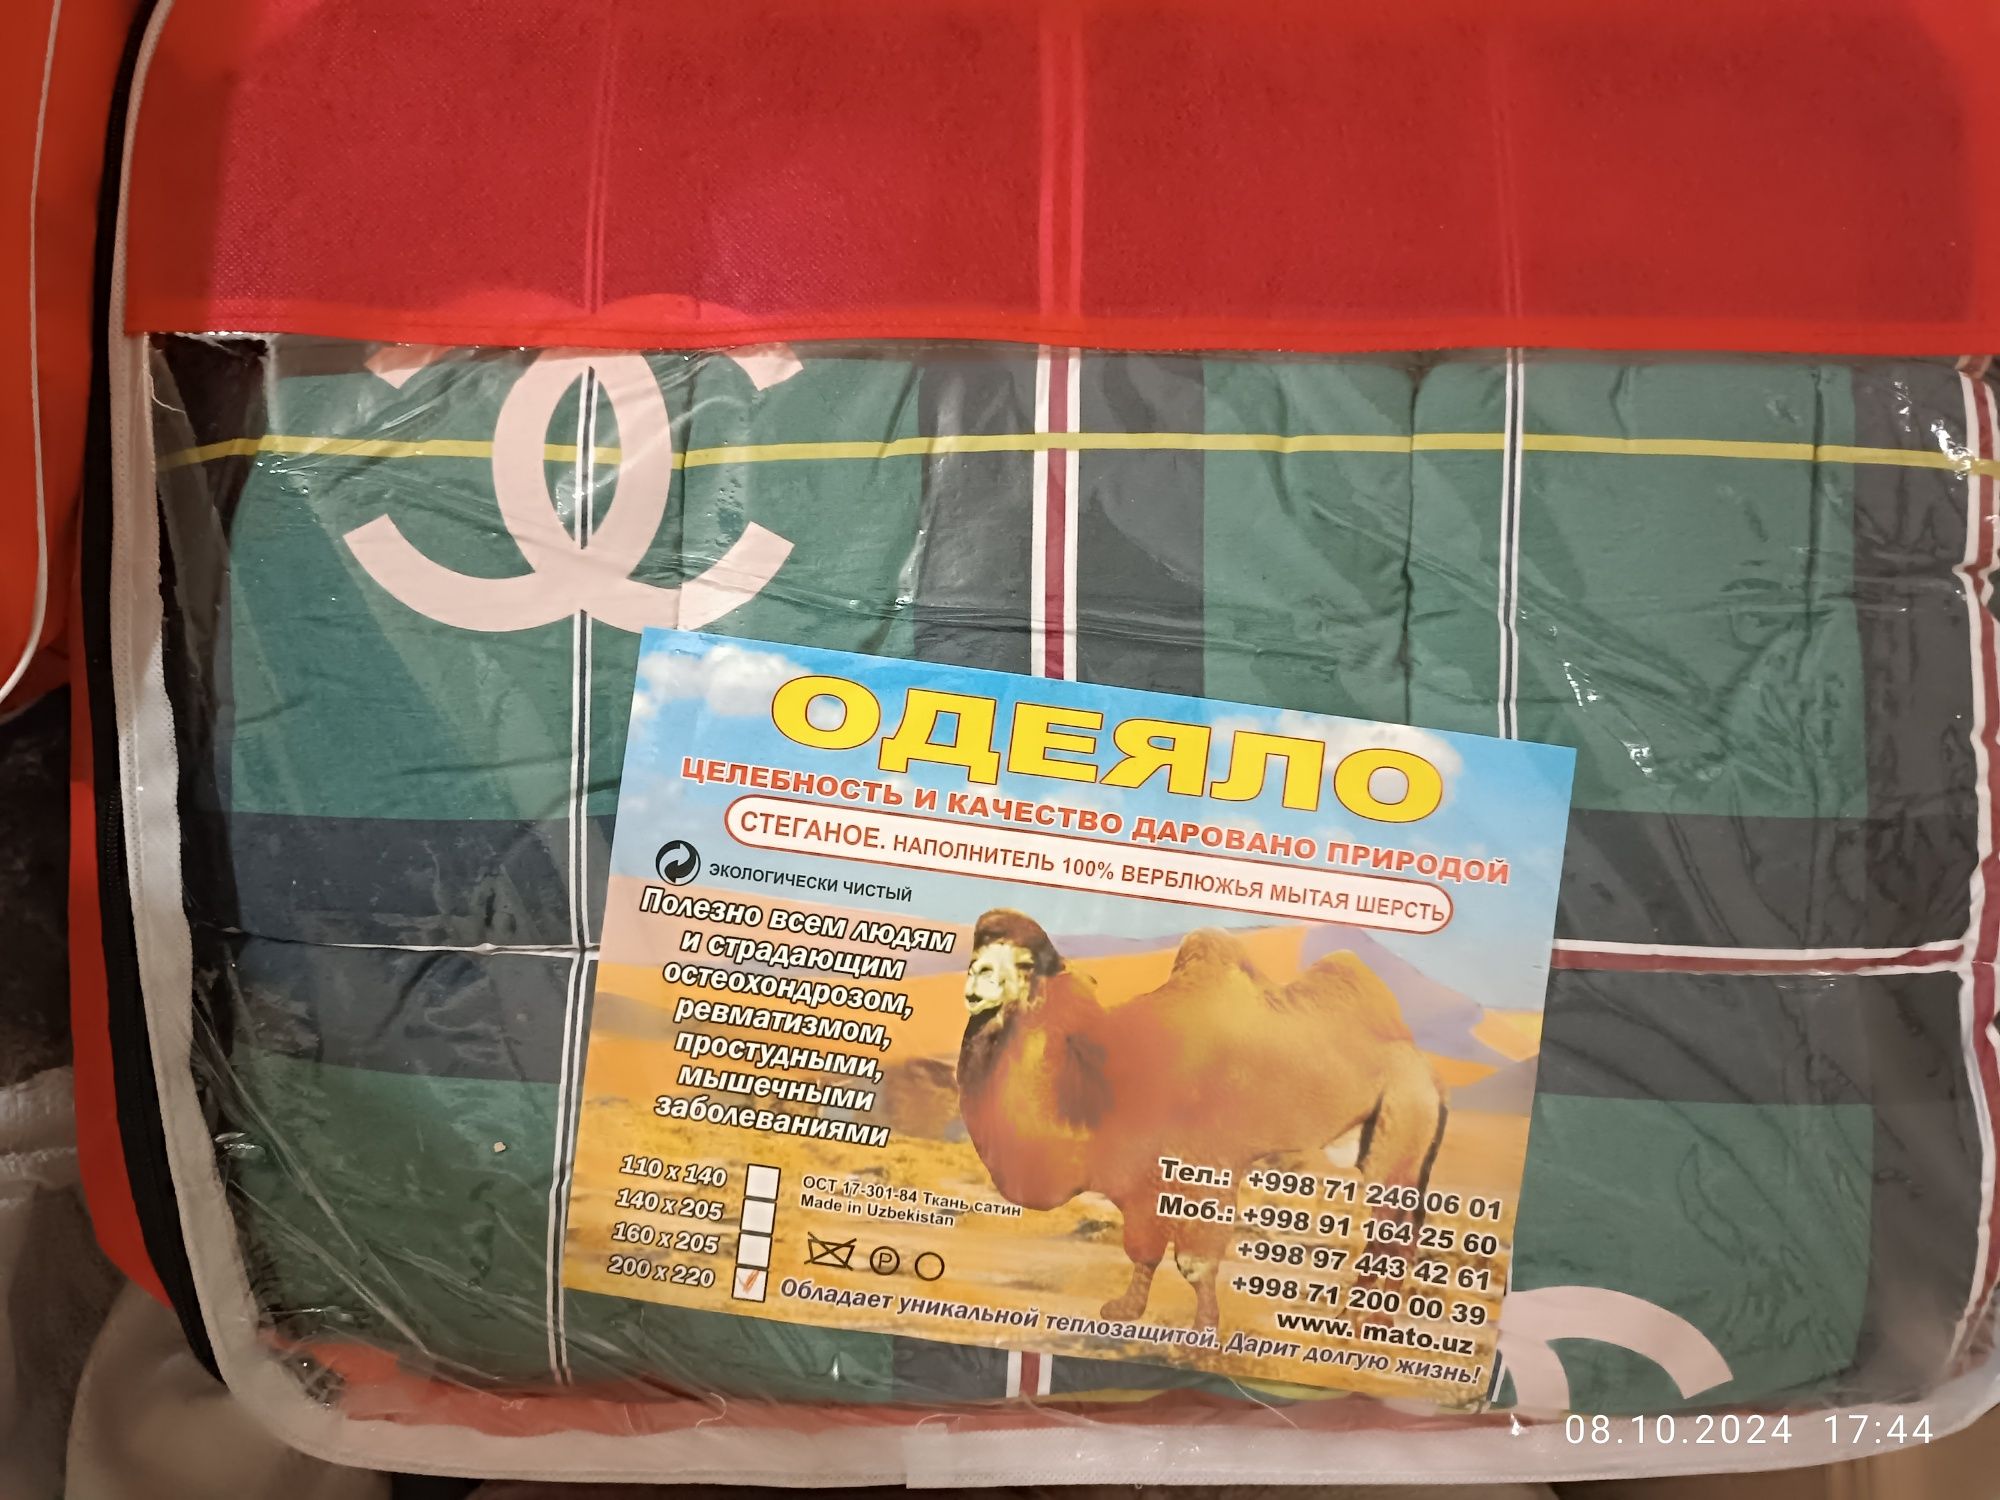 ОДЕЯЛО
ЦЕЛЕБНОСТЬ И КАЧЕСТВО ДАРОВАНО ПРИРОДОЙ
СТЕГАНОЕ. НАПОЛНИТЕЛЬ 100% ВЕРБЛЮЖЬЯ МЫТАЯ ШЕРСТЬ
ЭКОЛОГИЧЕСКИ ЧИСТЫЙ
Полезно всем людям
и страдающим
остеохондрозом,
ревматизмом,
простудными,
мышечными
заболеваниями
110 x 140
140 x 205
160 x 205
200 x 220
ОСТ 17-301-84 Ткань сатин
Made in Uzbekistan
P
Тел.: +998 71 246 06 01
Моб.: +998 91 164 25 60
+998 97 443 42 61
+998 71 200 00 39
www. mato.uz
Обладает уникальной теплозащитой. Дарит долгую жизнь!
08.10.2024 17:44